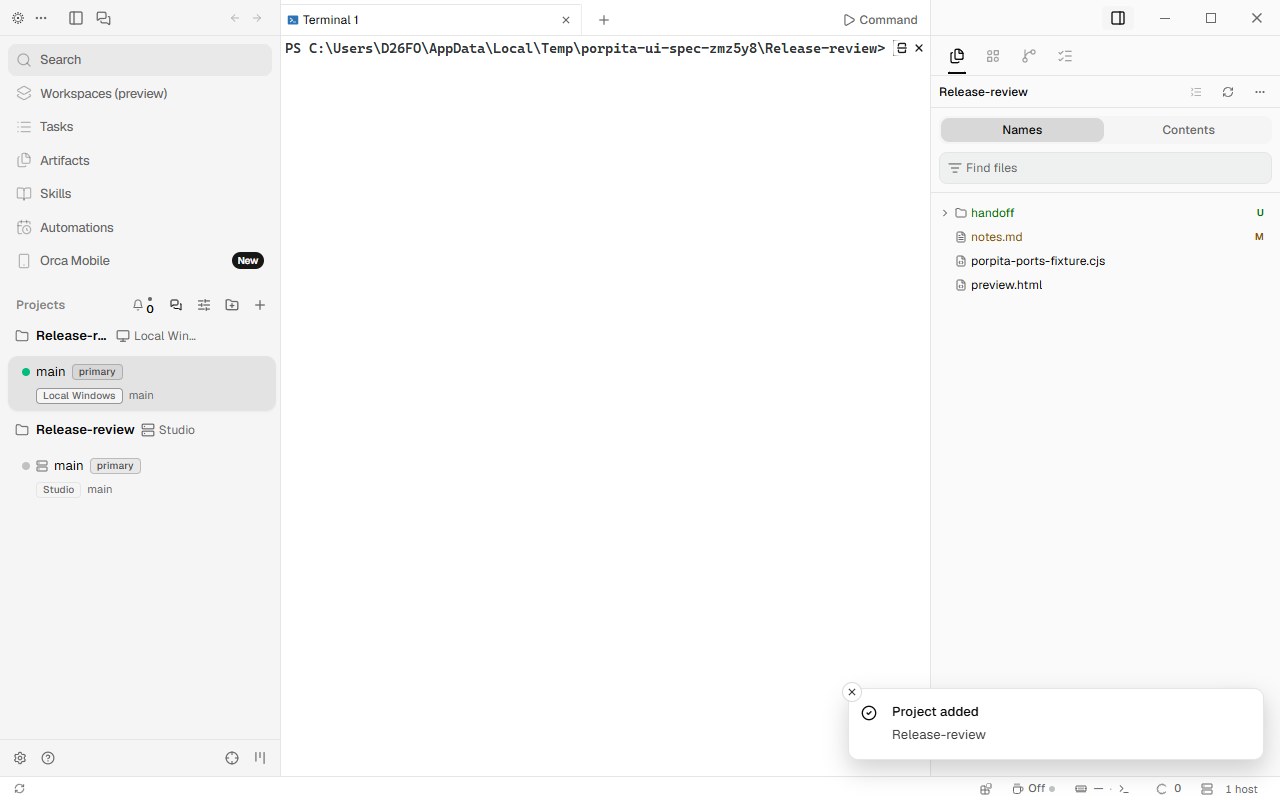 Terminal 1
Command
Search
Workspaces (preview)
Tasks
Artifacts
Skills
Automations
Orca Mobile
New
Projects
0
Release-r...
Local Win...
main
primary
Local Windows
main
Release-review
Studio
main
primary
Studio
main
PS C:\Users\D26FO\AppData\Local\Temp\porpita-ui-spec-zmz5y8\Release-review>
Release-review
Names
Contents
Find files
handoff
U
notes.md
M
porpita-ports-fixture.cjs
preview.html
Project added
Release-review
Off
0
1 host